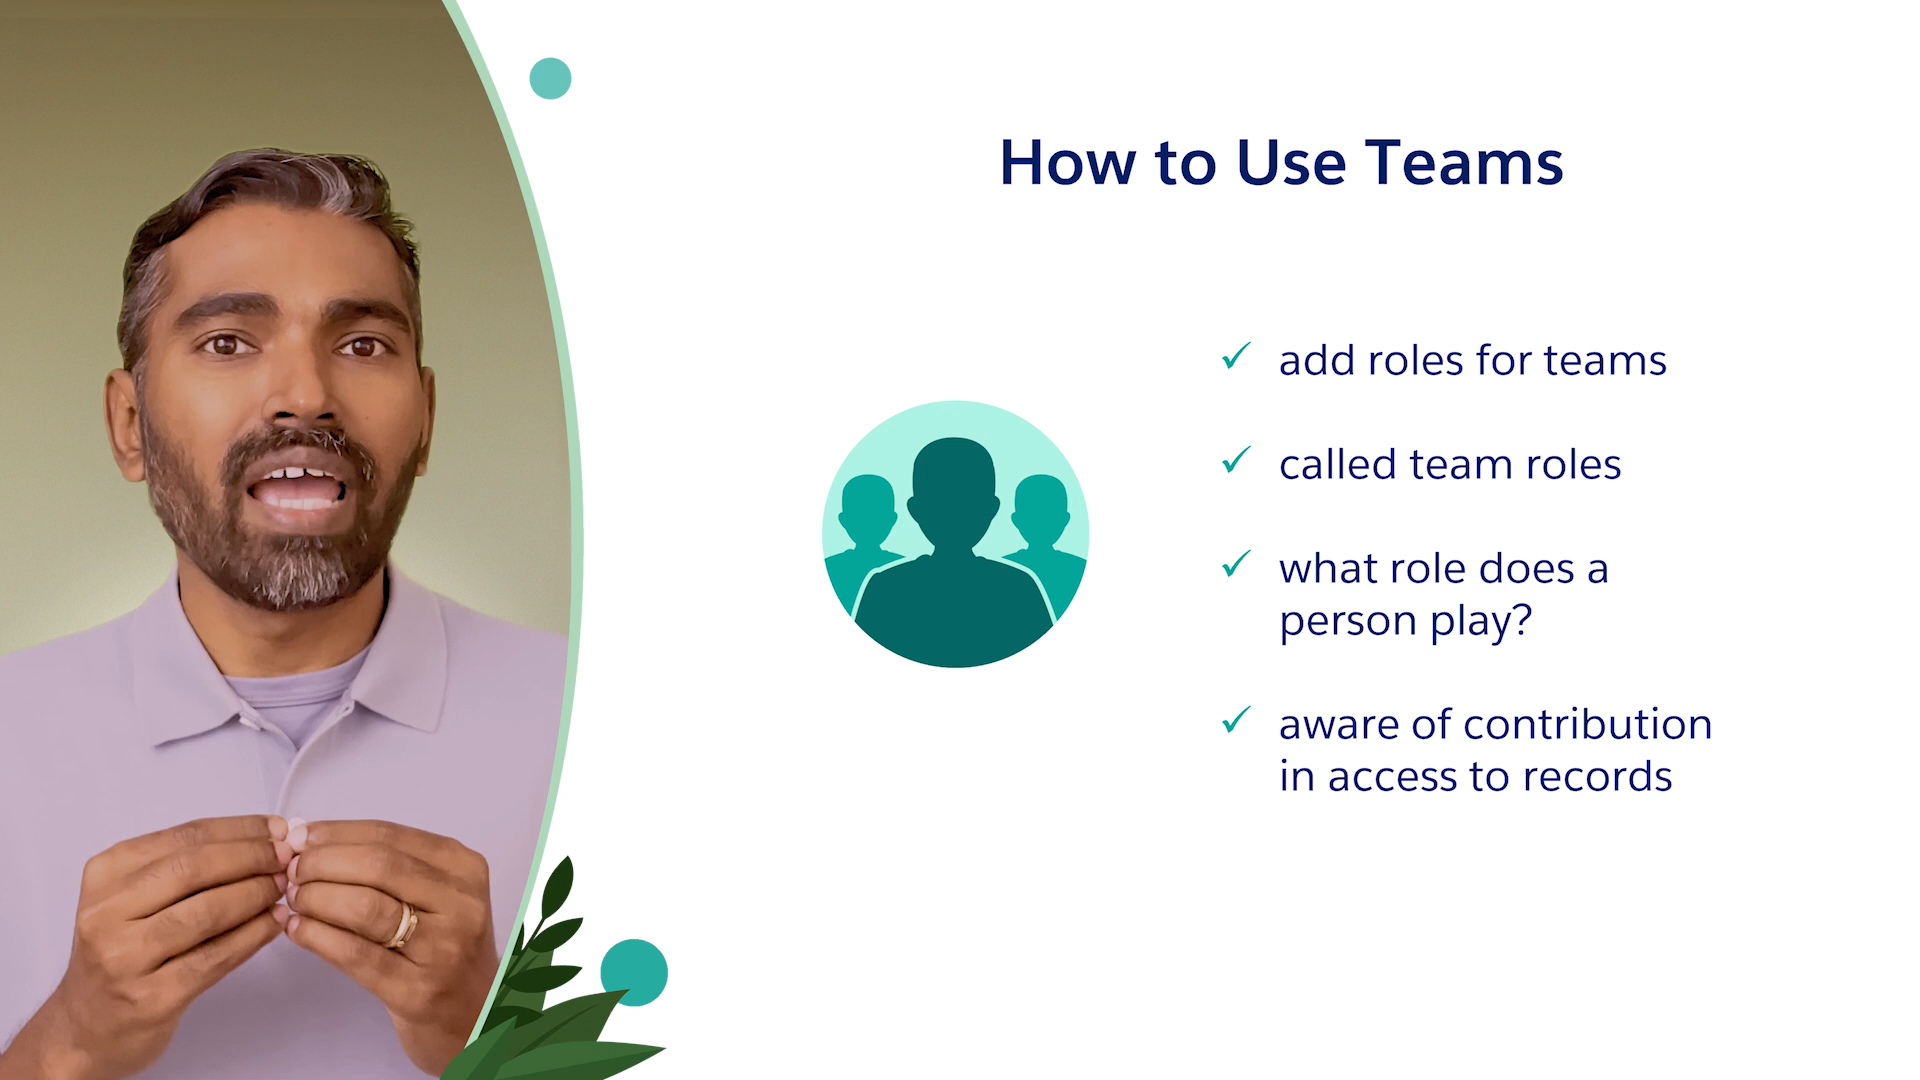 How to Use Teams
add roles for teams
called team roles
what role does a
person play?
aware of contribution
in access to records